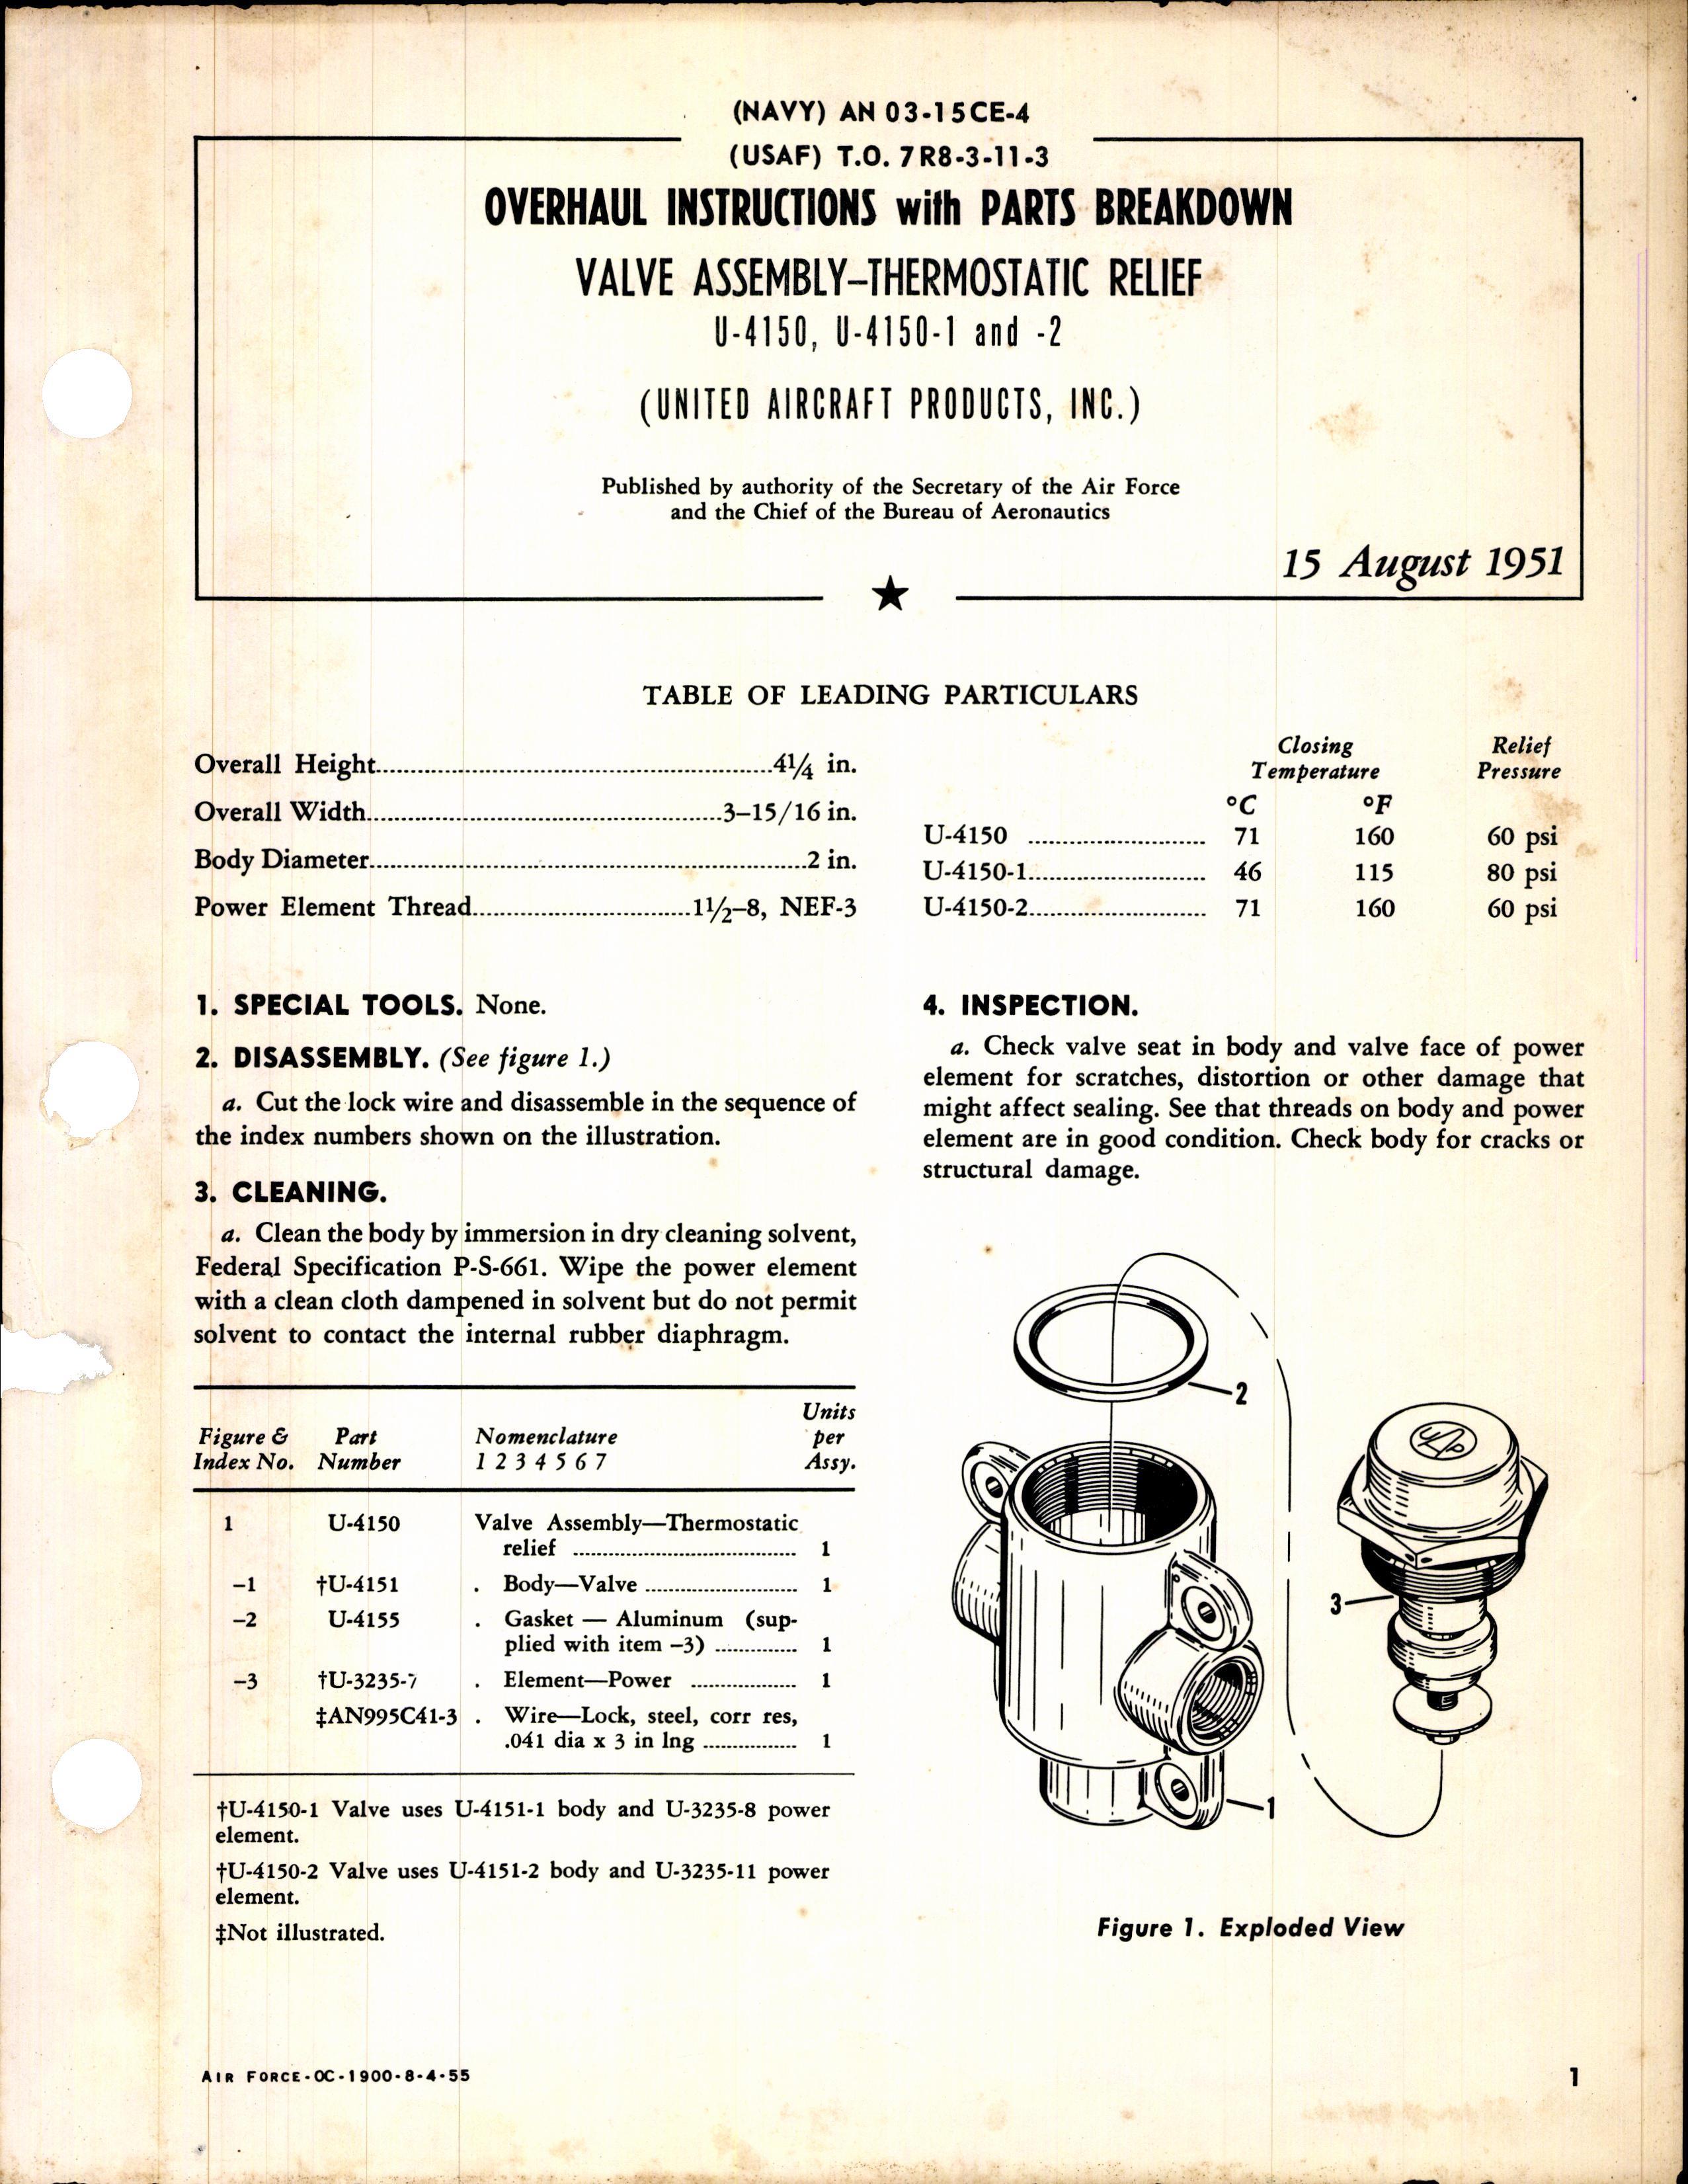 (NAVY) AN 03-15CE-4
(USAF) T.O. 7R8-3-11-3
OVERHAUL INSTRUCTIONS with PARTS BREAKDOWN
VALVE ASSEMBLY–THERMOSTATIC RELIEF
U-4150, U-4150-1 and -2
(UNITED AIRCRAFT PRODUCTS, INC.)
Published by authority of the Secretary of the Air Force
and the Chief of the Bureau of Aeronautics
15 August 1951
TABLE OF LEADING PARTICULARS
Overall Height 4¼ in.
Overall Width 3–15/16 in.
Body Diameter 2 in.
Power Element Thread 1½–8, NEF-3
Closing Relief
Temperature Pressure
°C °F
U-4150 71 160 60 psi
U-4150-1 46 115 80 psi
U-4150-2 71 160 60 psi
1. SPECIAL TOOLS. None.
2. DISASSEMBLY. (See figure 1.)
a. Cut the lock wire and disassemble in the sequence of
the index numbers shown on the illustration.
3. CLEANING.
a. Clean the body by immersion in dry cleaning solvent,
Federal Specification P-S-661. Wipe the power element
with a clean cloth dampened in solvent but do not permit
solvent to contact the internal rubber diaphragm.
Units
Figure & Part Nomenclature per
Index No. Number 1 2 3 4 5 6 7 Assy.
1 U-4150 Valve Assembly—Thermostatic
relief 1
–1 †U-4151 . Body—Valve 1
–2 U-4155 . Gasket — Aluminum (sup-
plied with item –3) 1
–3 †U-3235-7 . Element—Power 1
‡AN995C41-3 . Wire—Lock, steel, corr res,
.041 dia x 3 in lng 1
†U-4150-1 Valve uses U-4151-1 body and U-3235-8 power
element.
†U-4150-2 Valve uses U-4151-2 body and U-3235-11 power
element.
‡Not illustrated.
4. INSPECTION.
a. Check valve seat in body and valve face of power
element for scratches, distortion or other damage that
might affect sealing. See that threads on body and power
element are in good condition. Check body for cracks or
structural damage.
2
3
1
Figure 1. Exploded View
AIR FORCE-OC-1900-8-4-55
1